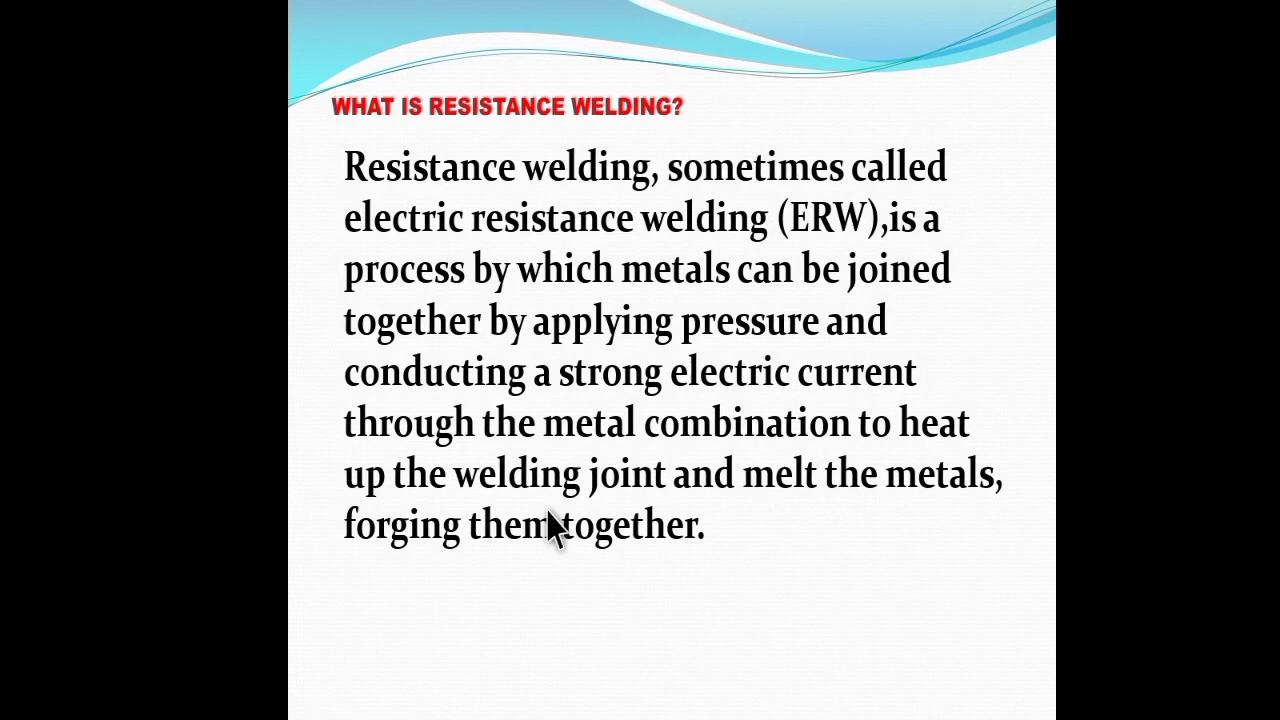 WHAT IS RESISTANCE WELDING?
Resistance welding, sometimes called
electric resistance welding (ERW),is a
process by which metals can be joined
together by applying pressure and
conducting a strong electric current
through the metal combination to heat
up the welding joint and melt the metals,
forging them together.